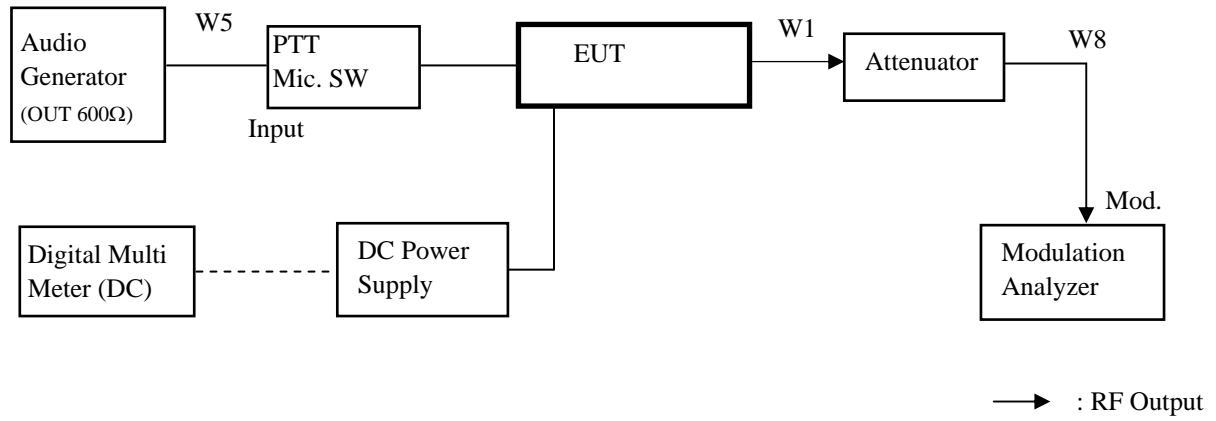 W5
Audio
Generator
(OUT 600Ω)
PTT
Mic. SW
Input
EUT
W1
Attenuator
W8
Mod.
Digital Multi
Meter (DC)
DC Power
Supply
Modulation
Analyzer
: RF Output